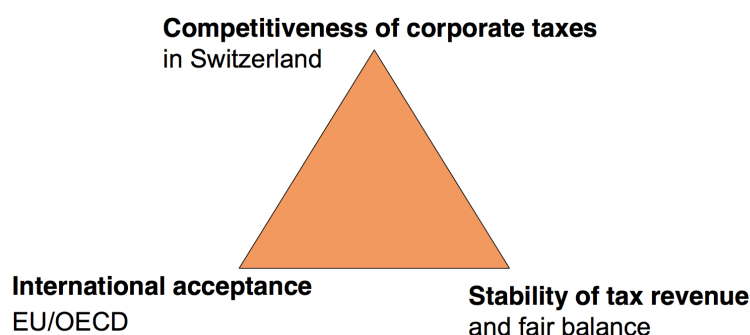 Competitiveness of corporate taxes
in Switzerland
International acceptance
EU/OECD
Stability of tax revenue
and fair balance